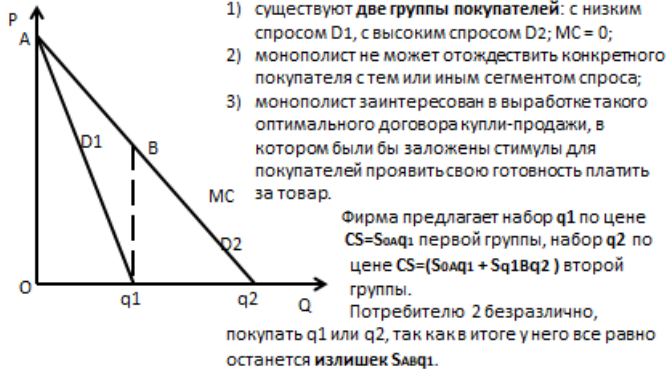 P
A
D1
B
MC
D2
O
q1
q2
Q
1) существуют две группы покупателей: с низким
спросом D1, с высоким спросом D2; MC = 0;
2) монополист не может отождествить конкретного
покупателя с тем или иным сегментом спроса;
3) монополист заинтересован в выработке такого
оптимального договора купли-продажи, в
котором были бы заложены стимулы для
покупателей проявить свою готовность платить
за товар.
Фирма предлагает набор q1 по цене
CS=S0Aq1 первой группы, набор q2 по
цене CS=(S0Aq1 + Sq1Bq2 ) второй
группы.
Потребителю 2 безразлично,
покупать q1 или q2, так как в итоге у него все равно
останется излишек SABq1.